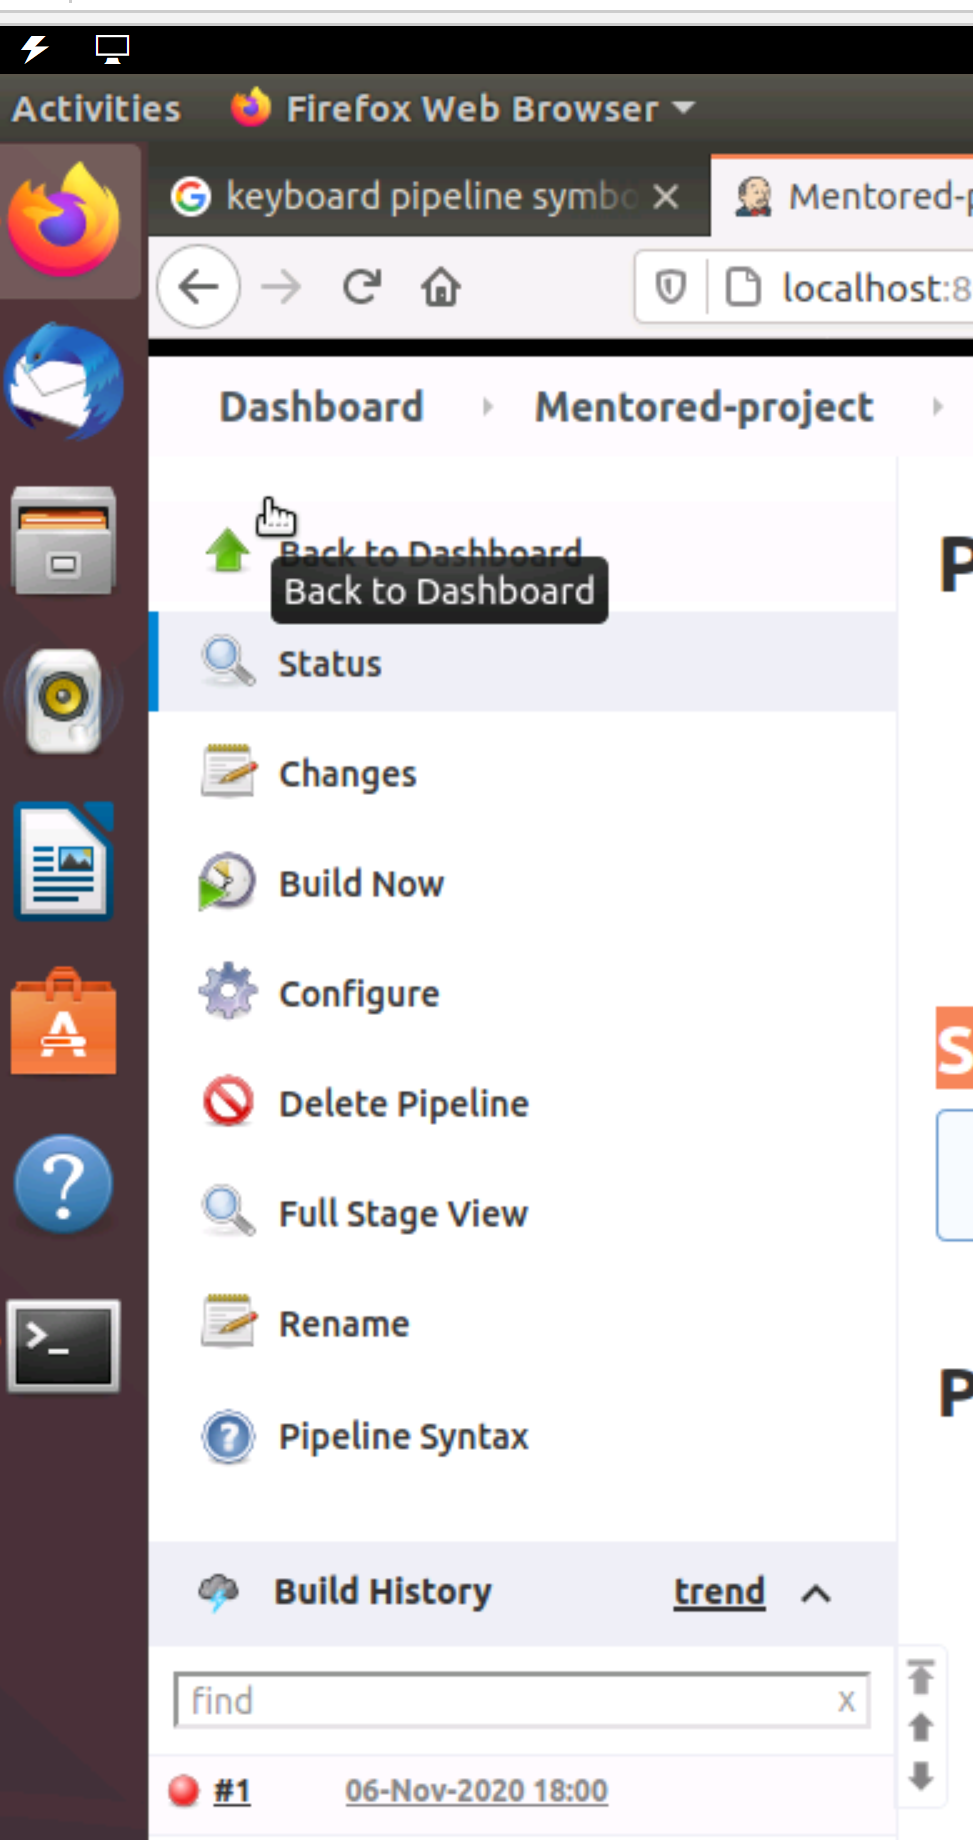 Activities Firefox Web Browser
keyboard pipeline symbo Mentored-p
localhost:8
Dashboard Mentored-project
Back to Dashboard
Back to Dashboard
P
Status
Changes
Build Now
Configure
S
Delete Pipeline
Full Stage View
Rename
P
Pipeline Syntax
Build History trend
find x
#1 06-Nov-2020 18:00